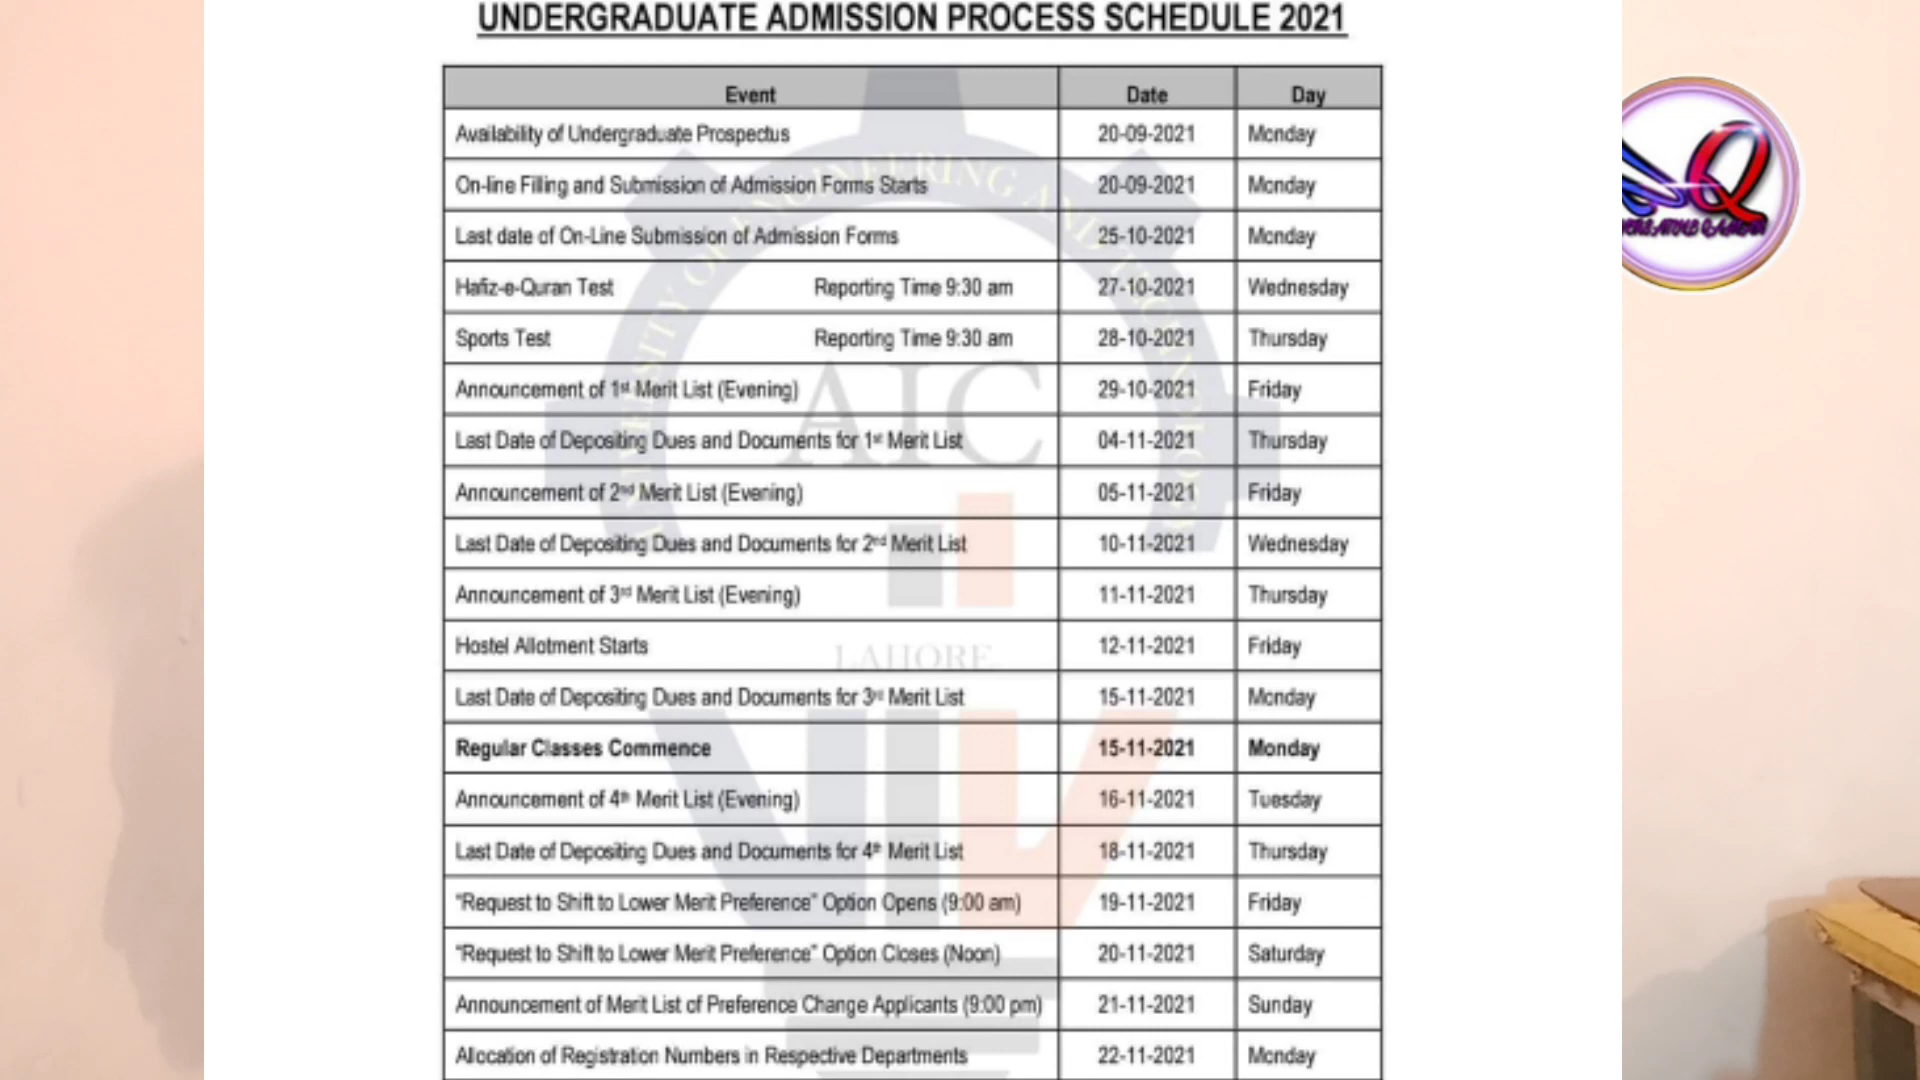 UNDERGRADUATE ADMISSION PROCESS SCHEDULE 2021
Event Date Day
Availability of Undergraduate Prospectus 20-09-2021 Monday
On-line Filling and Submission of Admission Forms Starts 20-09-2021 Monday
Last date of On-Line Submission of Admission Forms 25-10-2021 Monday
Hafiz-e-Quran Test Reporting Time 9:30 am 27-10-2021 Wednesday
Sports Test Reporting Time 9:30 am 28-10-2021 Thursday
Announcement of 1st Merit List (Evening) 29-10-2021 Friday
Last Date of Depositing Dues and Documents for 1st Merit List 04-11-2021 Thursday
Announcement of 2nd Merit List (Evening) 05-11-2021 Friday
Last Date of Depositing Dues and Documents for 2nd Merit List 10-11-2021 Wednesday
Announcement of 3rd Merit List (Evening) 11-11-2021 Thursday
Hostel Allotment Starts 12-11-2021 Friday
Last Date of Depositing Dues and Documents for 3rd Merit List 15-11-2021 Monday
Regular Classes Commence 15-11-2021 Monday
Announcement of 4th Merit List (Evening) 16-11-2021 Tuesday
Last Date of Depositing Dues and Documents for 4th Merit List 18-11-2021 Thursday
"Request to Shift to Lower Merit Preference" Option Opens (9:00 am) 19-11-2021 Friday
"Request to Shift to Lower Merit Preference" Option Closes (Noon) 20-11-2021 Saturday
Announcement of Merit List of Preference Change Applicants (9:00 pm) 21-11-2021 Sunday
Allocation of Registration Numbers in Respective Departments 22-11-2021 Monday
AIC
LAHORE
Q